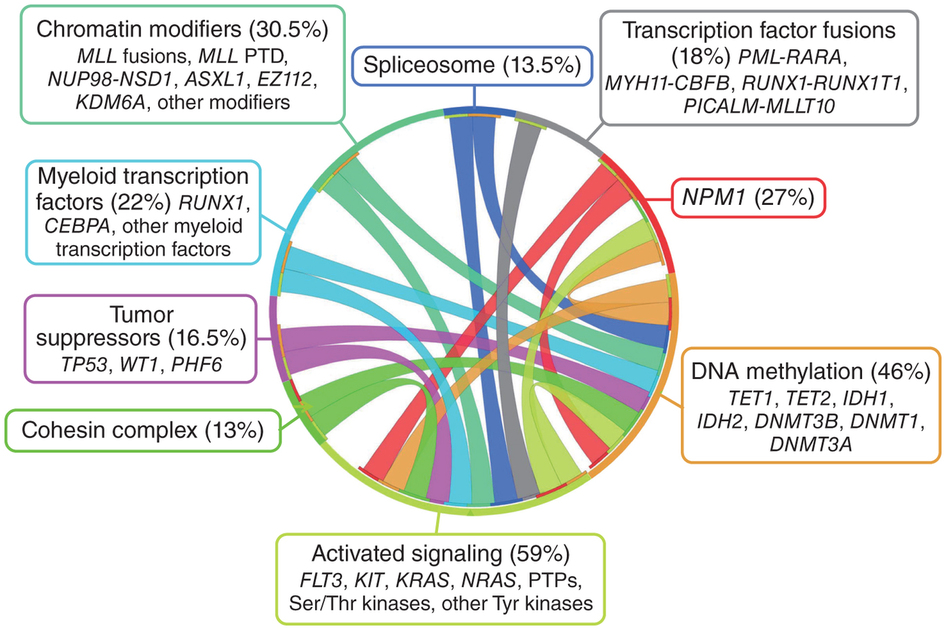 Chromatin modifiers (30.5%)
MLL fusions, MLL PTD,
NUP98-NSD1, ASXL1, EZ112,
KDM6A, other modifiers
Spliceosome (13.5%)
Transcription factor fusions
(18%) PML-RARA,
MYH11-CBFB, RUNX1-RUNX1T1,
PICALM-MLLT10
Myeloid transcription
factors (22%) RUNX1,
CEBPA, other myeloid
transcription factors
NPM1 (27%)
Tumor
suppressors (16.5%)
TP53, WT1, PHF6
DNA methylation (46%)
TET1, TET2, IDH1,
IDH2, DNMT3B, DNMT1,
DNMT3A
Cohesin complex (13%)
Activated signaling (59%)
FLT3, KIT, KRAS, NRAS, PTPs,
Ser/Thr kinases, other Tyr kinases